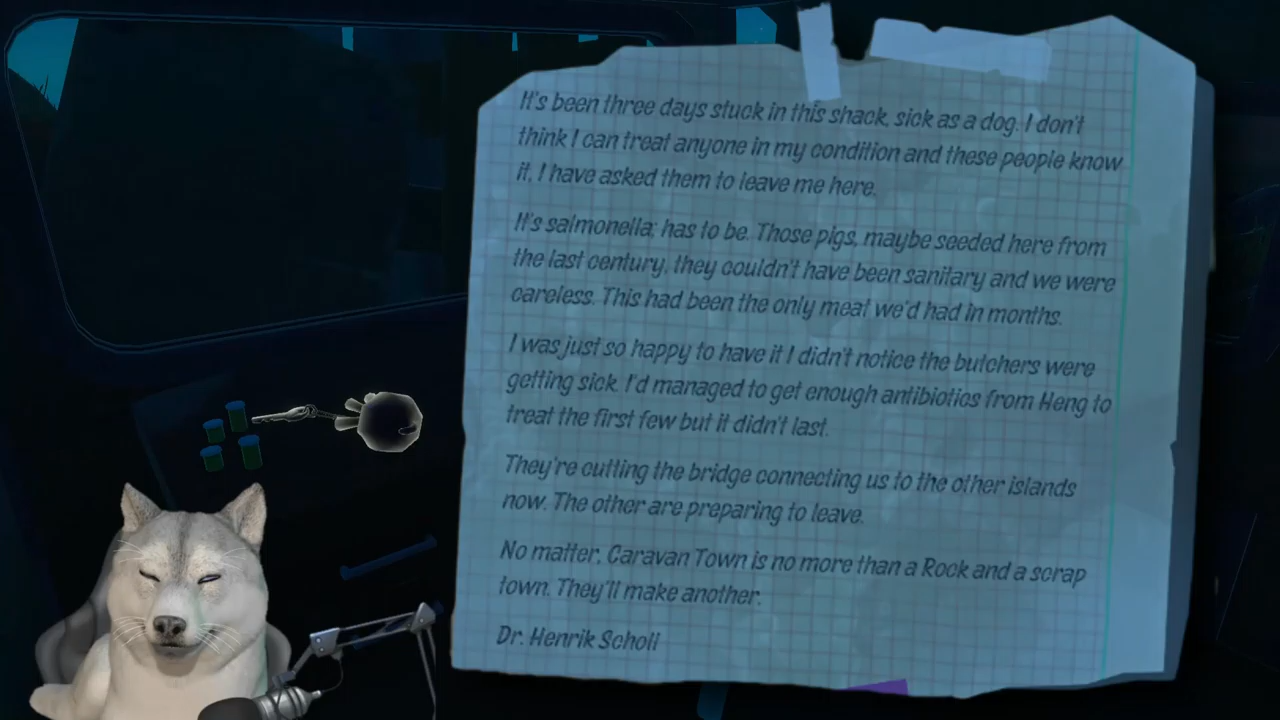 It's been three days stuck in this shack, sick as a dog. I don't
think I can treat anyone in my condition and these people know
it. I have asked them to leave me here.
It's salmonella; has to be. Those pigs, maybe seeded here from
the last century, they couldn't have been sanitary and we were
careless. This had been the only meat we'd had in months.
I was just so happy to have it I didn't notice the butchers were
getting sick. I'd managed to get enough antibiotics from Heng to
treat the first few but it didn't last.
They're cutting the bridge connecting us to the other islands
now. The other are preparing to leave.
No matter. Caravan Town is no more than a Rock and a scrap
town. They'll make another.
Dr. Henrik Scholi